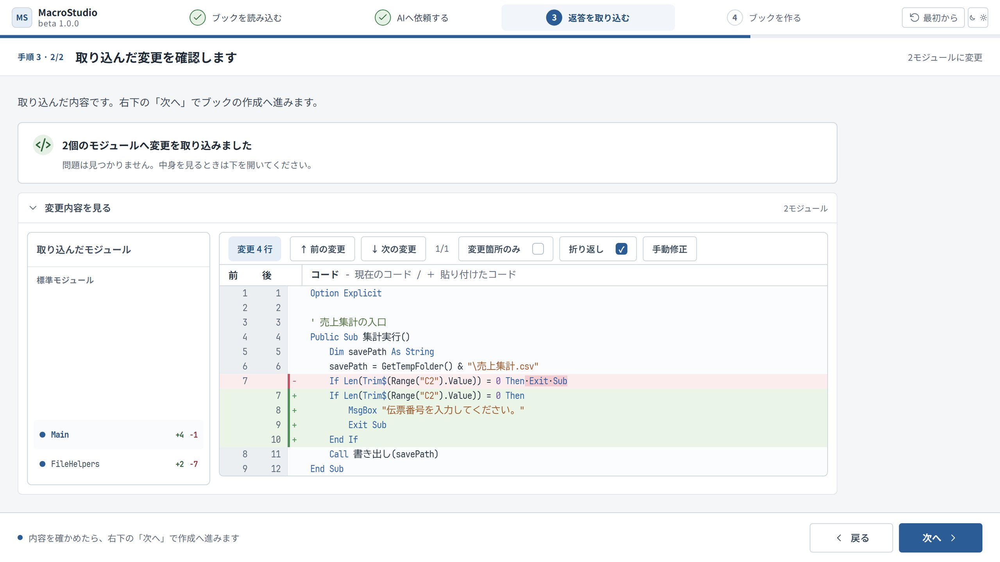 MS MacroStudio
beta 1.0.0
ブックを読み込む
AIへ依頼する
3 返答を取り込む
4 ブックを作る
最初から
手順 3 · 2/2 取り込んだ変更を確認します
2モジュールに変更
取り込んだ内容です。右下の「次へ」でブックの作成へ進みます。
</> 2個のモジュールへ変更を取り込みました
問題は見つかりません。中身を見るときは下を開いてください。
変更内容を見る
2モジュール
取り込んだモジュール
標準モジュール
Main +4 -1
FileHelpers +2 -7
変更 4 行 ↑ 前の変更 ↓ 次の変更 1/1 変更箇所のみ 折り返し 手動修正
前 後 コード - 現在のコード / + 貼り付けたコード
1 1 Option Explicit
2 2
3 3 ' 売上集計の入口
4 4 Public Sub 集計実行()
5 5 Dim savePath As String
6 6 savePath = GetTempFolder() & "\売上集計.csv"
7 - If Len(Trim$(Range("C2").Value)) = 0 Then·Exit·Sub
7 + If Len(Trim$(Range("C2").Value)) = 0 Then
8 + MsgBox "伝票番号を入力してください。"
9 + Exit Sub
10 + End If
8 11 Call 書き出し(savePath)
9 12 End Sub
内容を確かめたら、右下の「次へ」で作成へ進みます
戻る
次へ